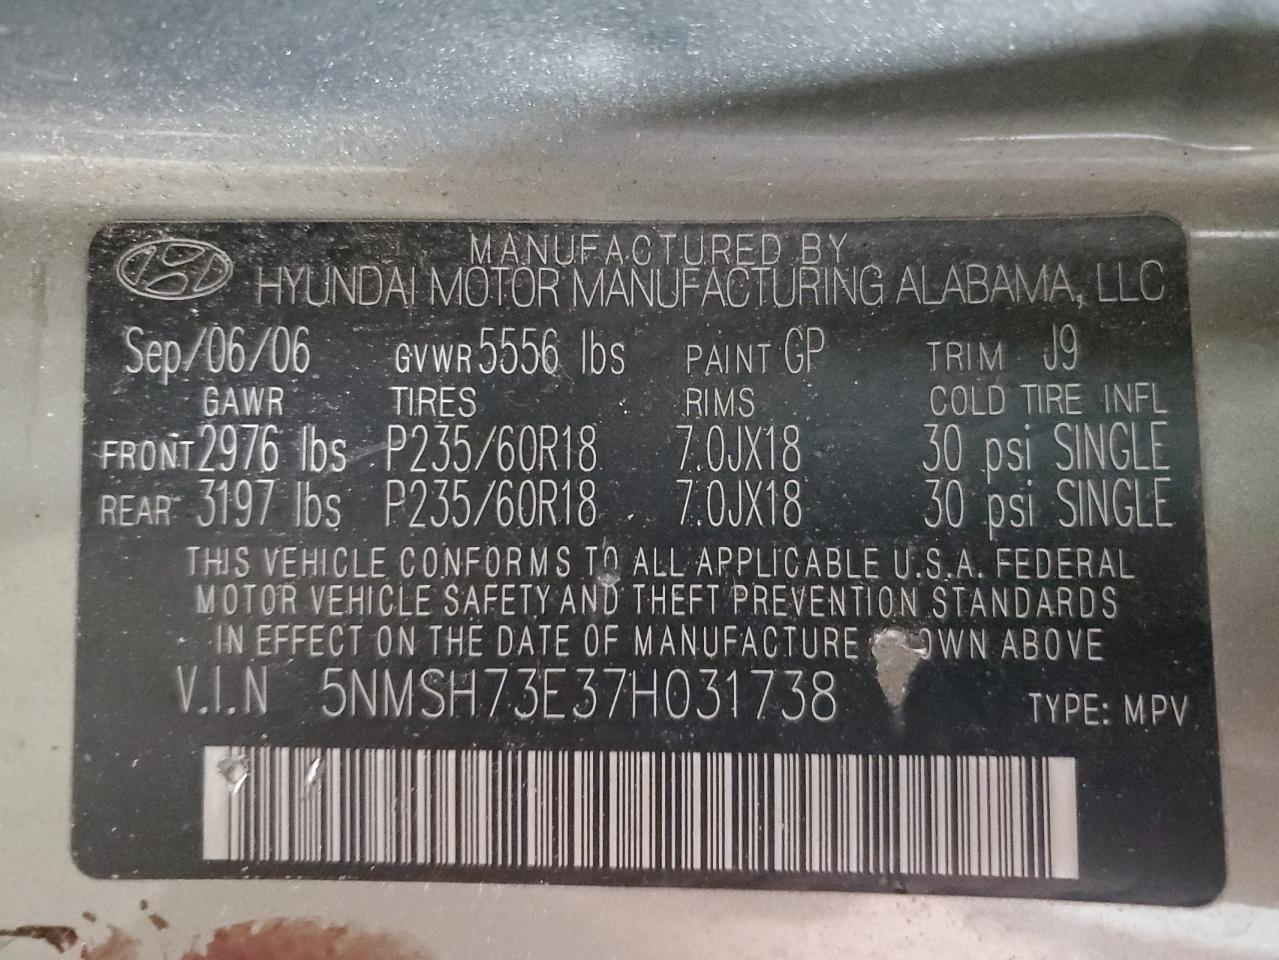 MANUFACTURED BY
HYUNDAI MOTOR MANUFACTURING ALABAMA, LLC
Sep/06/06 GVWR 5556 lbs PAINT GP TRIM J9
GAWR TIRES RIMS COLD TIRE INFL
FRONT 2976 lbs P235/60R18 7.0JX18 30 psi SINGLE
REAR 3197 lbs P235/60R18 7.0JX18 30 psi SINGLE
THIS VEHICLE CONFORMS TO ALL APPLICABLE U.S.A. FEDERAL
MOTOR VEHICLE SAFETY AND THEFT PREVENTION STANDARDS
IN EFFECT ON THE DATE OF MANUFACTURE OWN ABOVE
V.I.N 5NMSH73E37H031738 TYPE: MPV